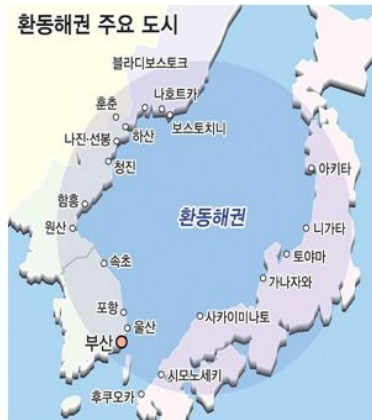 환동해권 주요 도시
블라디보스토크
나호트카
훈춘
하산
보스토치니
나진·선봉
청진
아키타
함흥
환동해권
원산
니가타
토야마
속초
가나자와
포항
사카이미나토
울산
부산
시모노세키
후쿠오카